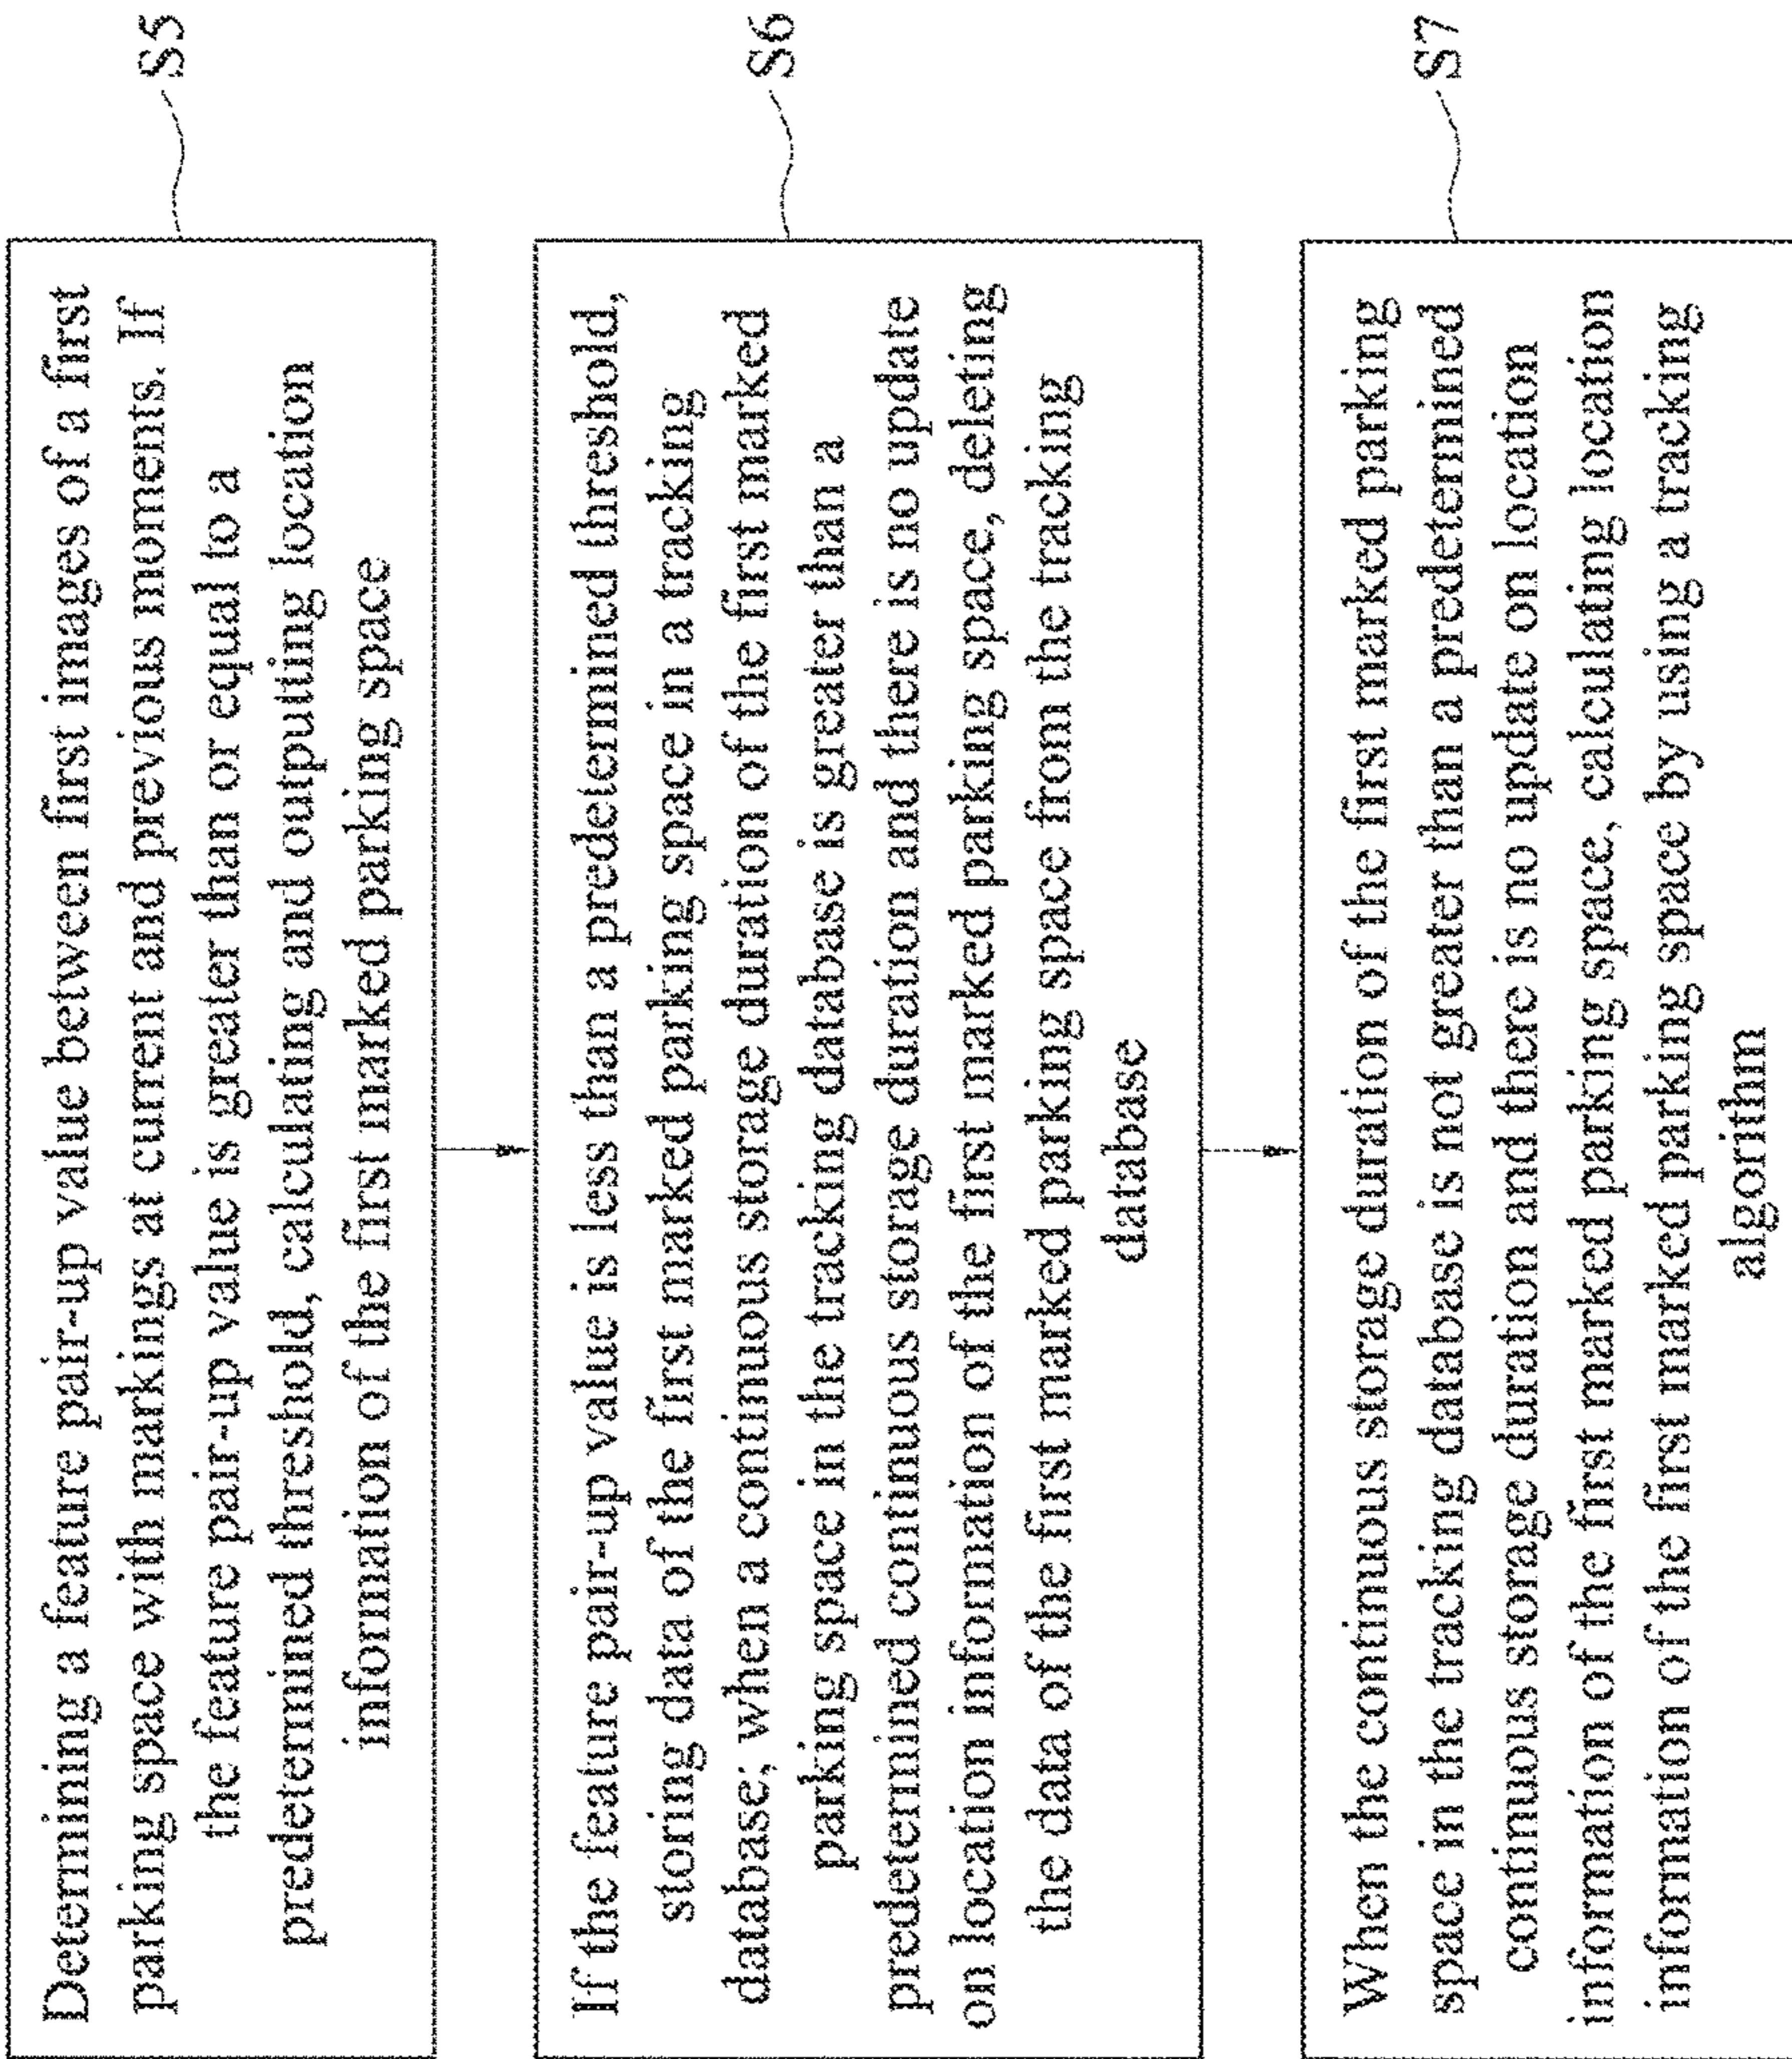 Determining a feature pair-up value between first images of a first
parking space with markings at current and previous moments. If
the feature pair-up value is greater than or equal to a
predetermined threshold, calculating and outputing location
information of the first marked parking space
S5
If the feature pair-up value is less than a predetermined threshold,
storing data of the first marked parking space in a tracking
database; when a continuous storage duration of the first marked
parking space in the tracking database is greater than a
predetermined continuous storage duration and there is no update
on location information of the first marked parking space, deleting
the data of the first marked parking space from the tracking
database
S6
When the continuous storage duration of the first marked parking
space in the tracking database is not greater than a predetermined
continuous storage duration and there is no update on location
information of the first marked parking space, calculating location
information of the first marked parking space by using a tracking
algorithm
S7